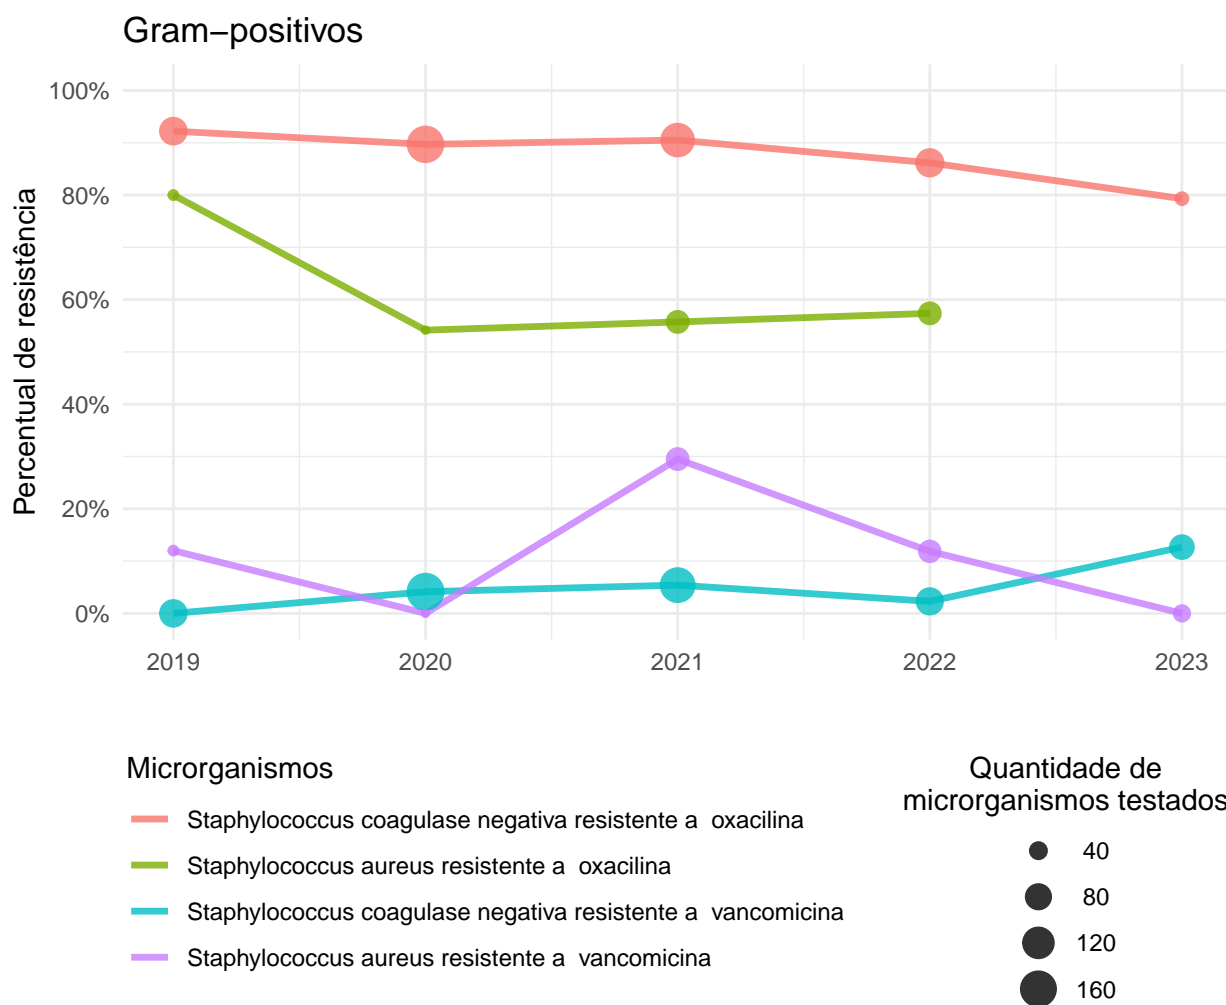 Gram−positivos
Percentual de resistência
100%
80%
60%
40%
20%
0%
2019
2020
2021
2022
2023
Microrganismos
Staphylococcus coagulase negativa resistente a  oxacilina
Staphylococcus aureus resistente a  oxacilina
Staphylococcus coagulase negativa resistente a  vancomicina
Staphylococcus aureus resistente a  vancomicina
Quantidade de
microrganismos testados
40
80
120
160